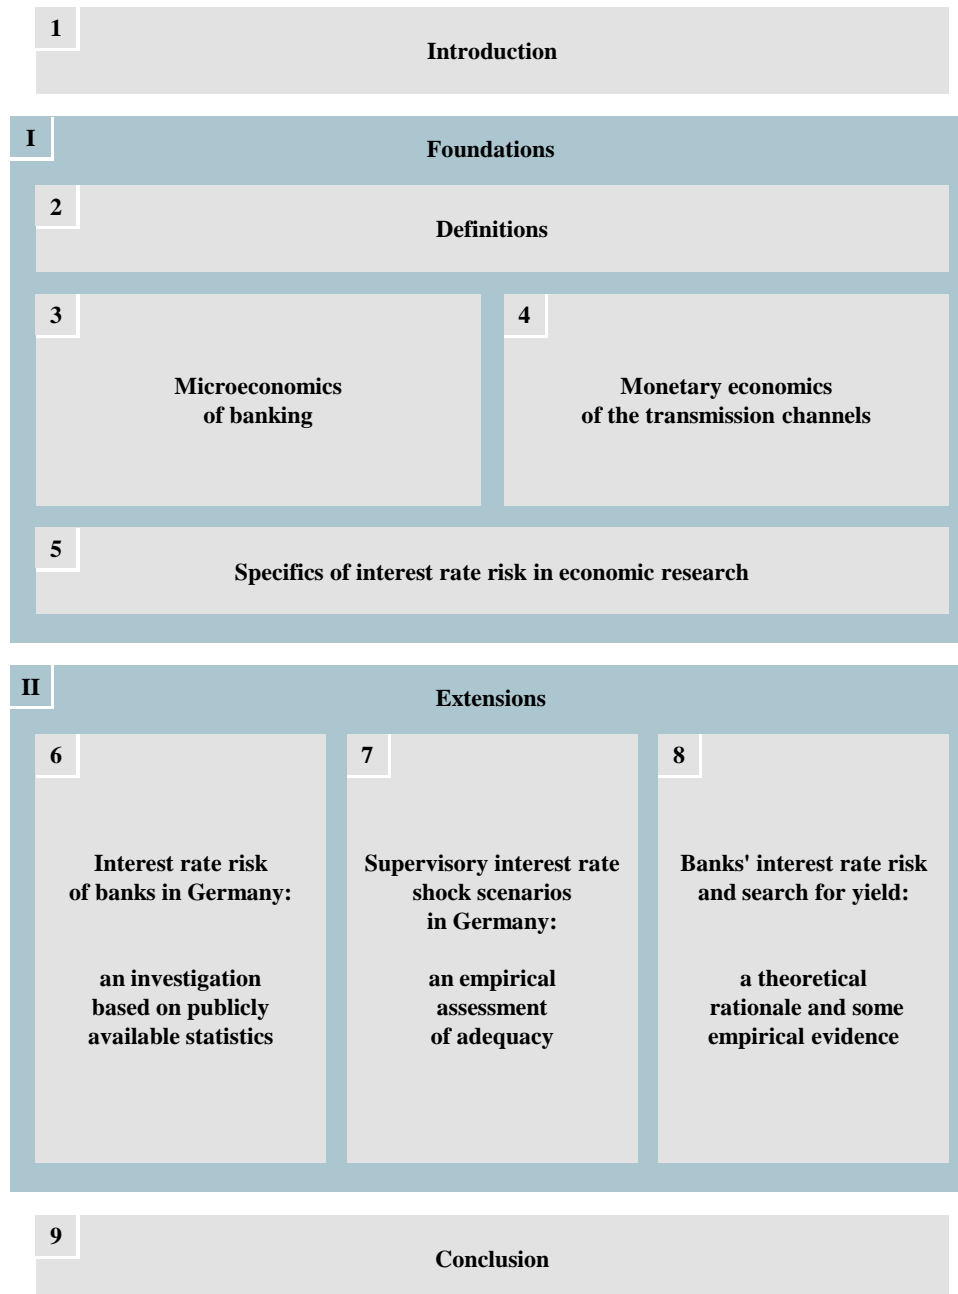 1
Introduction
I
Foundations
2
Definitions
3
Microeconomics
of banking
4
Monetary economics
of the transmission channels
5
Specifics of interest rate risk in economic research
II
Extensions
6
Interest rate risk
of banks in Germany:
an investigation
based on publicly
available statistics
7
Supervisory interest rate
shock scenarios
in Germany:
an empirical
assessment
of adequacy
8
Banks' interest rate risk
and search for yield:
a theoretical
rationale and some
empirical evidence
9
Conclusion